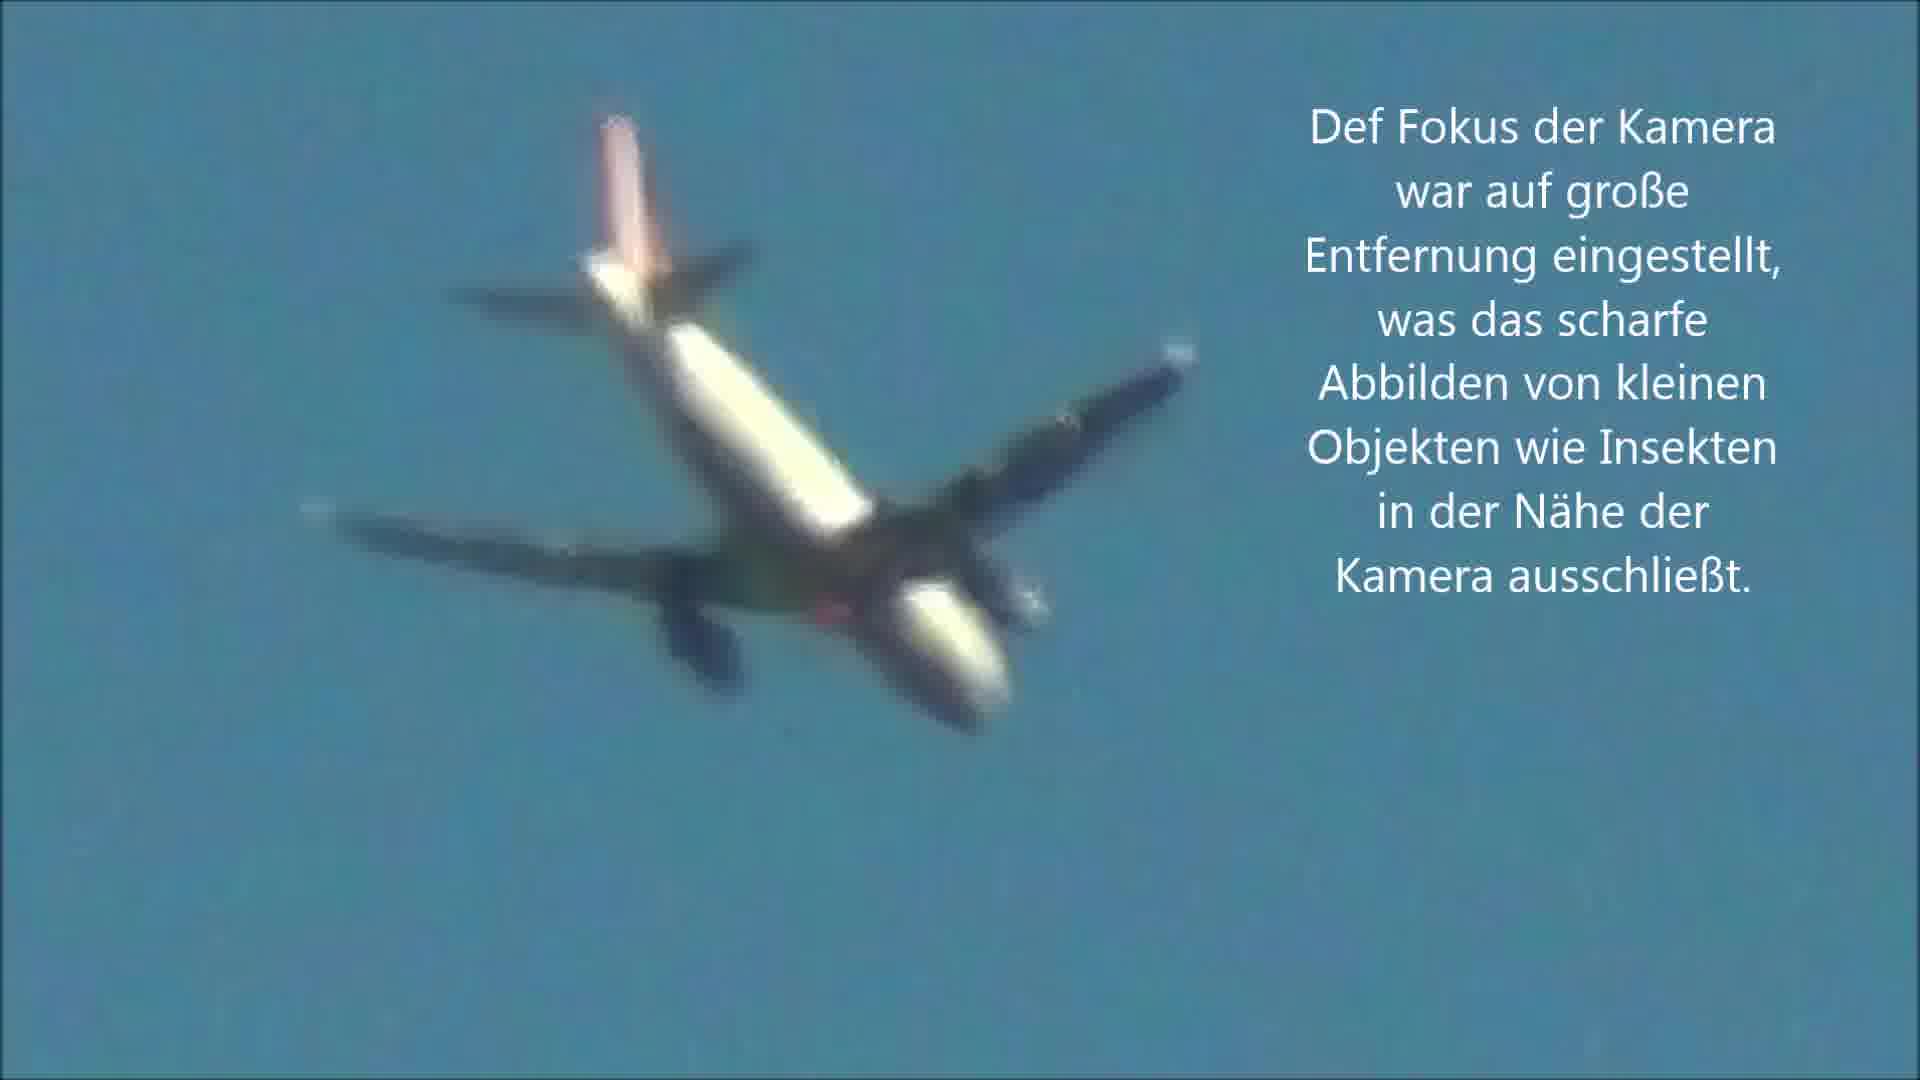 Def Fokus der Kamera
war auf große
Entfernung eingestellt,
was das scharfe
Abbilden von kleinen
Objekten wie Insekten
in der Nähe der
Kamera ausschließt.